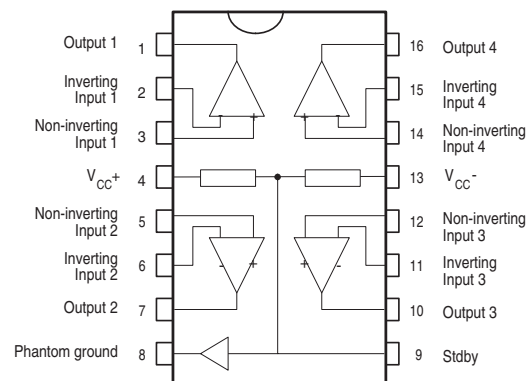 Output 1
1
16
Output 4
Inverting
Input 1
2
15
Inverting
Input 4
Non-inverting
Input 1
3
14
Non-inverting
Input 4
VCC+
4
13
VCC-
Non-inverting
Input 2
5
12
Non-inverting
Input 3
Inverting
Input 2
6
11
Inverting
Input 3
Output 2
7
10
Output 3
Phantom ground
8
9
Stdby
- +
+ -
- +
+ -